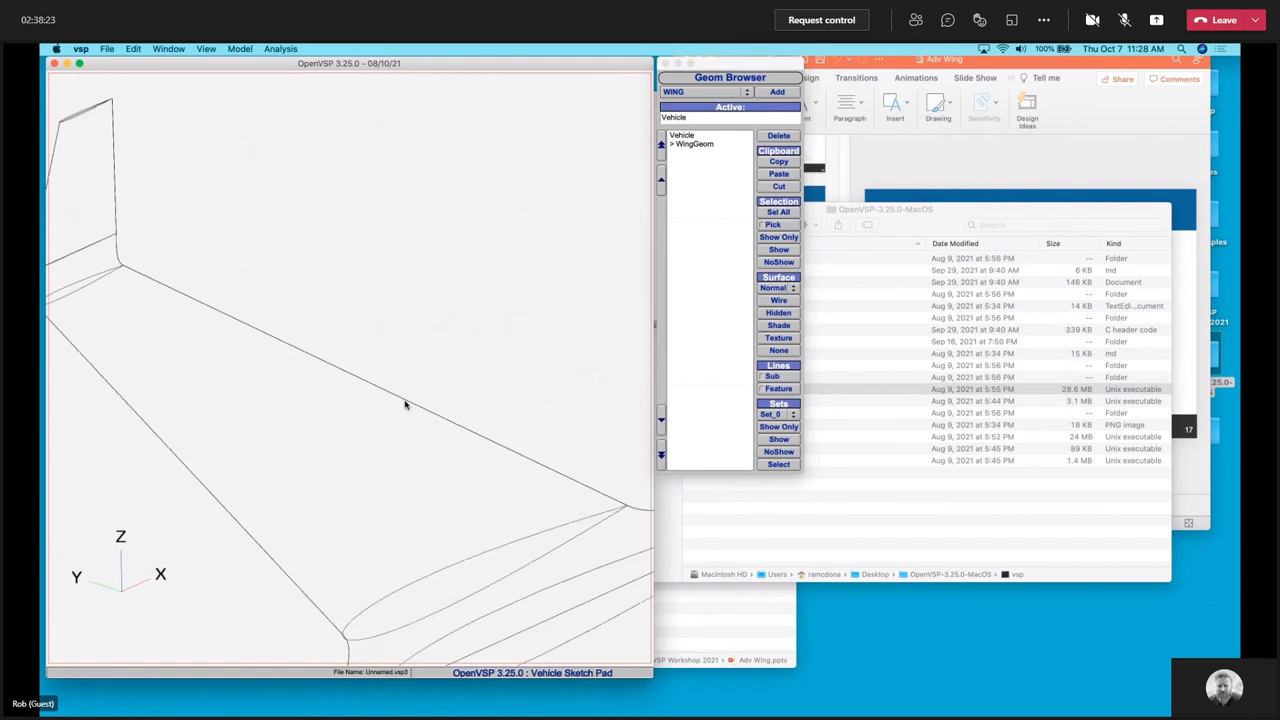 02:38:23
Request control
Leave
vsp File Edit Window View Model Analysis
100% Thu Oct 7 11:28 AM
OpenVSP 3.25.0 - 08/10/21
Z
Y
X
File Name: Unnamed.vsp3
OpenVSP 3.25.0 : Vehicle Sketch Pad
Geom Browser
WING
Add
Active:
Vehicle
Vehicle
> WingGeom
Delete
Clipboard
Copy
Paste
Cut
Selection
Sel All
Pick
Show Only
Show
NoShow
Surface
Normal
Wire
Hidden
Shade
Texture
None
Lines
Sub
Feature
Sets
Set_0
Show Only
Show
NoShow
Select
Adv Wing
Transitions Animations Slide Show Tell me
Share Comments
Paragraph Insert Drawing Sensitivity Design
Ideas
OpenVSP-3.25.0-MacOS
Search
Date Modified Size Kind
Aug 9, 2021 at 5:56 PM -- Folder
Sep 29, 2021 at 9:40 AM 6 KB md
Sep 29, 2021 at 9:40 AM 146 KB Document
Aug 9, 2021 at 5:56 PM -- Folder
Aug 9, 2021 at 5:34 PM 14 KB TextEdi...cument
Aug 9, 2021 at 5:56 PM -- Folder
Sep 29, 2021 at 9:40 AM 339 KB C header code
Sep 16, 2021 at 7:50 PM -- Folder
Aug 9, 2021 at 5:34 PM 15 KB md
Aug 9, 2021 at 5:56 PM -- Folder
Aug 9, 2021 at 5:56 PM -- Folder
Aug 9, 2021 at 5:55 PM 28.6 MB Unix executable
Aug 9, 2021 at 5:44 PM 3.1 MB Unix executable
Aug 9, 2021 at 5:56 PM -- Folder
Aug 9, 2021 at 5:34 PM 18 KB PNG image
Aug 9, 2021 at 5:52 PM 24 MB Unix executable
Aug 9, 2021 at 5:45 PM 89 KB Unix executable
Aug 9, 2021 at 5:45 PM 1.4 MB Unix executable
17
Macintosh HD Users ramcdona Desktop OpenVSP-3.25.0-MacOS vsp
VSP Workshop 2021 Adv Wing.ppts
Rob (Guest)